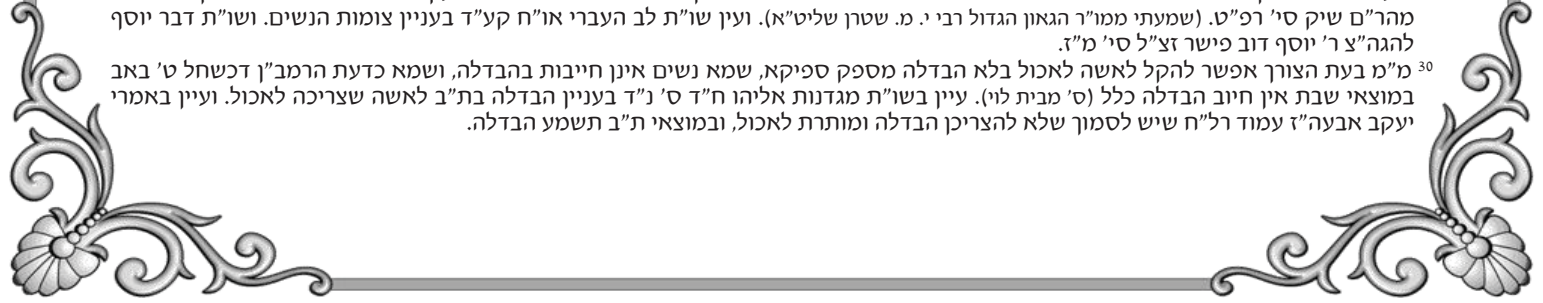 מהר"ם שיק סי' רפ"ט. (שמעתי ממו"ר הגאון הגדול רבי י. מ. שטרן שליט"א). ועין שו"ת לב העברי או"ח קע"ד בעניין צומות הנשים. ושו"ת דבר יוסף
להגה"צ ר' יוסף דוב פישר זצ"ל סי' מ"ז.
30 מ"מ בעת הצורך אפשר להקל לאשה לאכול בלא הבדלה מספק ספיקא, שמא נשים אינן חייבות בהבדלה, ושמא כדעת הרמב"ן דכשחל ט' באב
במוצאי שבת אין חיוב הבדלה כלל (ס' מבית לוי). עיין בשו"ת מגדנות אליהו ח"ד ס' נ"ד בעניין הבדלה בת"ב לאשה שצריכה לאכול. ועיין באמרי
יעקב אבעה"ז עמוד רל"ח שיש לסמוך שלא להצריכן הבדלה ומותרת לאכול, ובמוצאי ת"ב תשמע הבדלה.